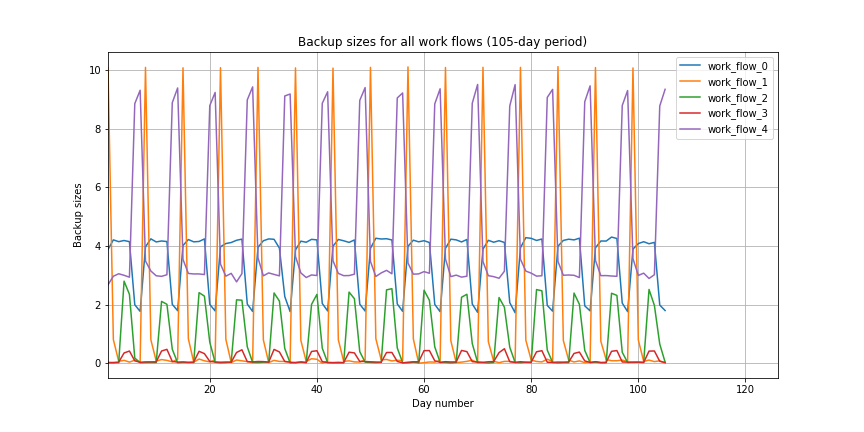 Backup sizes for all work flows (105-day period)
10
8
6
4
2
0
Backup sizes
20
40
60
80
100
120
Day number
work_flow_0
work_flow_1
work_flow_2
work_flow_3
work_flow_4